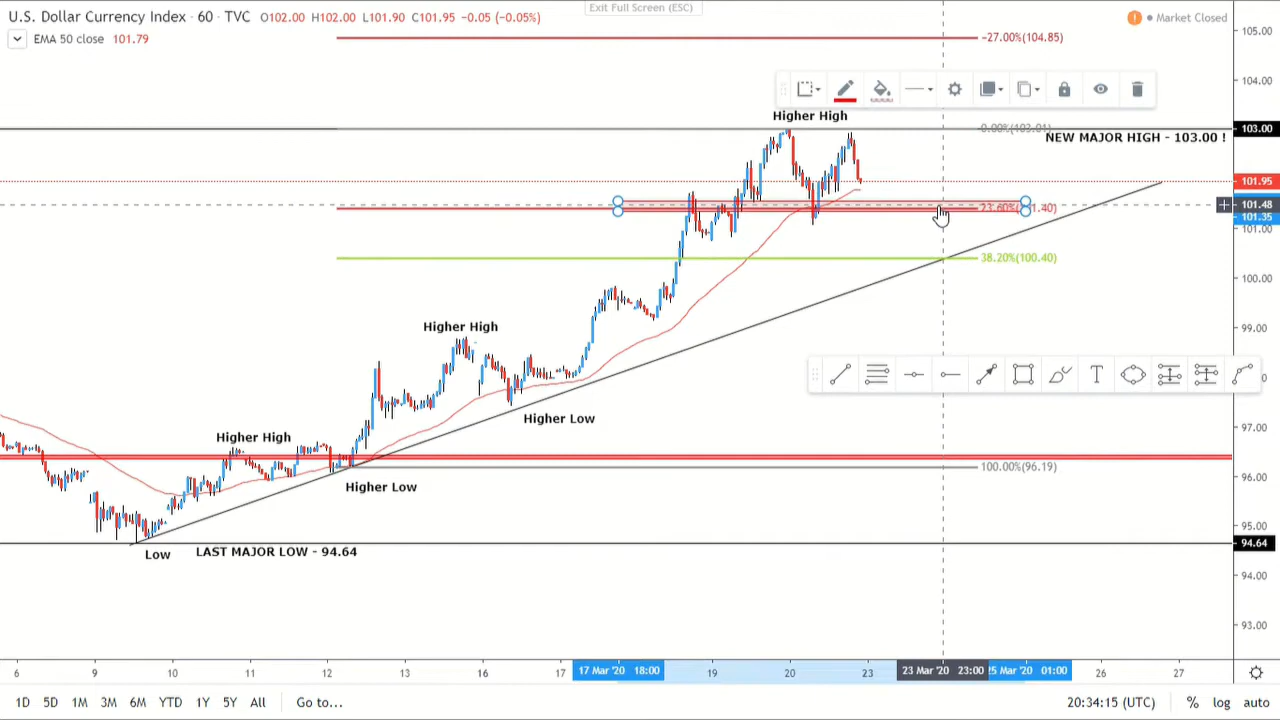 U.S. Dollar Currency Index · 60 · TVC O102.00 H102.00 L101.90 C101.95 -0.05 (-0.05%)
Exit Full Screen (ESC)
Market Closed
EMA 50 close 101.79
105.00
-27.00%(104.85)
104.00
Higher High
0.00%(103.01)
103.00
NEW MAJOR HIGH - 103.00 !
101.95
101.48
23.60%( 1.40)
101.35
101.00
38.20%(100.40)
100.00
99.00
Higher High
Higher Low
97.00
Higher High
100.00%(96.19)
96.00
Higher Low
95.00
94.64
Low
LAST MAJOR LOW - 94.64
94.00
93.00
6 9 10 11 12 13 16 17 Mar '20 18:00 19 20 23 23 Mar '20 23:00 25 Mar '20 01:00 26 27
1D 5D 1M 3M 6M YTD 1Y 5Y All Go to... 20:34:15 (UTC) % log auto